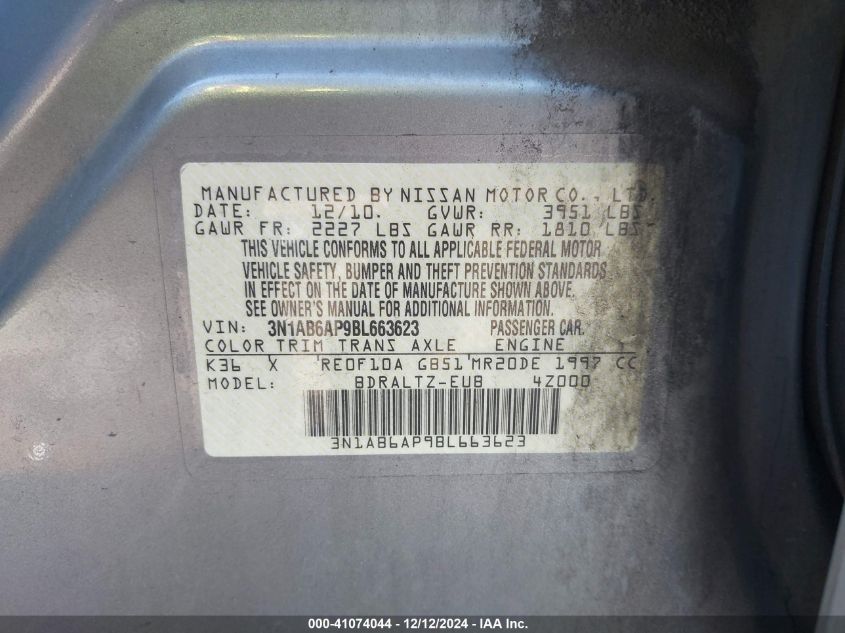 MANUFACTURED BY NISSAN MOTOR CO., LTD.
DATE: 12/10. GVWR: 3951 LBS
GAWR FR: 2227 LBS GAWR RR: 1810 LBS
THIS VEHICLE CONFORMS TO ALL APPLICABLE FEDERAL MOTOR
VEHICLE SAFETY, BUMPER AND THEFT PREVENTION STANDARDS
IN EFFECT ON THE DATE OF MANUFACTURE SHOWN ABOVE.
SEE OWNER'S MANUAL FOR ADDITIONAL INFORMATION.
VIN: 3N1AB6AP9BL663623 PASSENGER CAR.
COLOR TRIM TRANS AXLE ENGINE
K36 X RE0F10A GB51 MR20DE 1997 CC
MODEL: BDRALTZ-EUB 4Z000
3N1AB6AP9BL663623
000-41074044 / 12/12/2024 - IAA Inc.